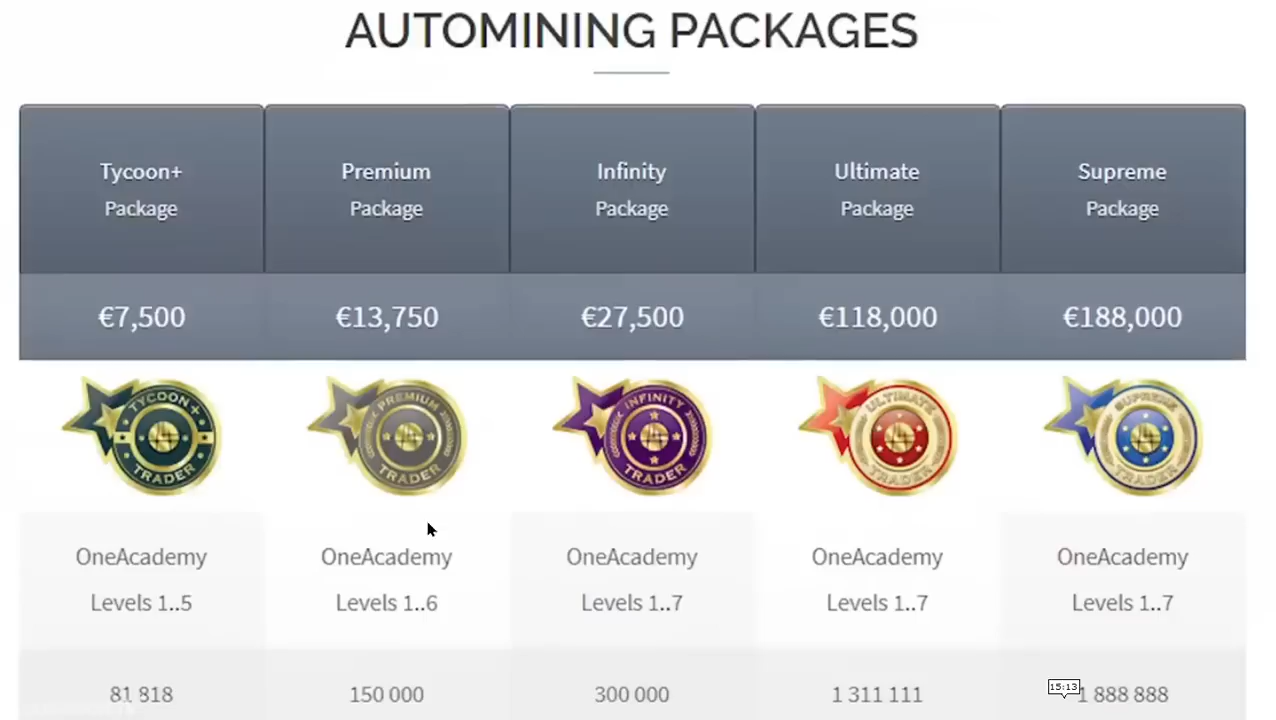 AUTOMINING PACKAGES
Tycoon+ Package
Premium Package
Infinity Package
Ultimate Package
Supreme Package
€7,500
€13,750
€27,500
€118,000
€188,000
TYCOON +
TRADER
PREMIUM
TRADER
INFINITY
TRADER
ULTIMATE
TRADER
SUPREME
TRADER
OneAcademy
OneAcademy
OneAcademy
OneAcademy
OneAcademy
Levels 1..5
Levels 1..6
Levels 1..7
Levels 1..7
Levels 1..7
81 818
150 000
300 000
1 311 111
15:13
1 888 888